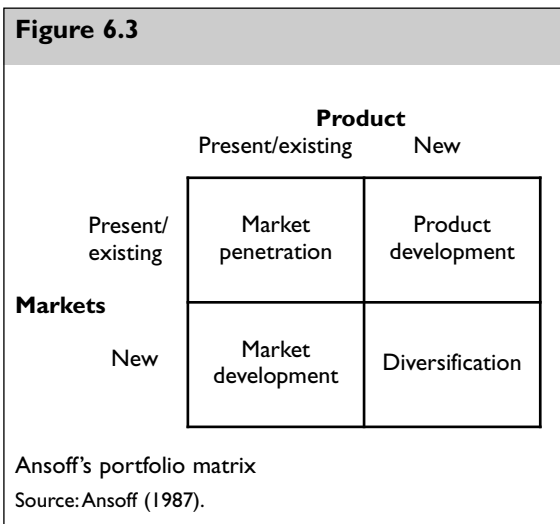 Figure 6.3
Product
Present/existing New
Present/
existing
Market
penetration
Product
development
Markets
New
Market
development
Diversification
Ansoff's portfolio matrix
Source: Ansoff (1987).